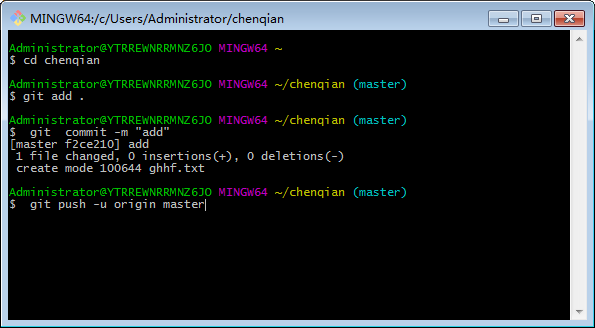 MINGW64:/c/Users/Administrator/chenqian
Administrator@YTRREWNRRMNZ6JO MINGW64 ~
$ cd chenqian
Administrator@YTRREWNRRMNZ6JO MINGW64 ~/chenqian (master)
$ git add .
Administrator@YTRREWNRRMNZ6JO MINGW64 ~/chenqian (master)
$  git  commit -m "add"
[master f2ce210] add
 1 file changed, 0 insertions(+), 0 deletions(-)
 create mode 100644 ghhf.txt
Administrator@YTRREWNRRMNZ6JO MINGW64 ~/chenqian (master)
$  git push -u origin master